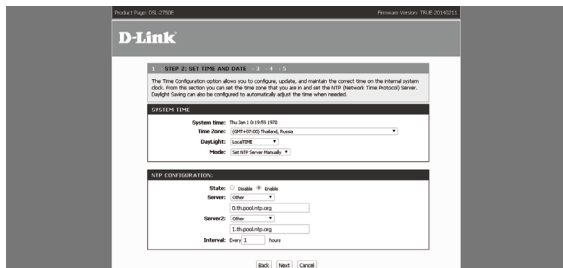 Product Page: DSL-2750E
Firmware Version: TRUE-20140211
D-Link
1 STEP 2: SET TIME AND DATE - 3 - 4 - 5
The Time Configuration option allows you to configure, update, and maintain the correct time on the internal system
clock. From this section you can set the time zone that you are in and set the NTP (Network Time Protocol) Server.
Daylight Saving can also be configured to automatically adjust the time when needed.
SYSTEM TIME
System time: Thu Jan 1 0:19:59 1970
Time Zone: (GMT+07:00) Thailand, Russia
DayLight: LocalTIME
Mode: Set NTP Server Manually
NTP CONFIGURATION:
State: Disable Enable
Server: Other
0.th.pool.ntp.org
Server2: Other
1.th.pool.ntp.org
Interval: Every 1 hours
Back Next Cancel